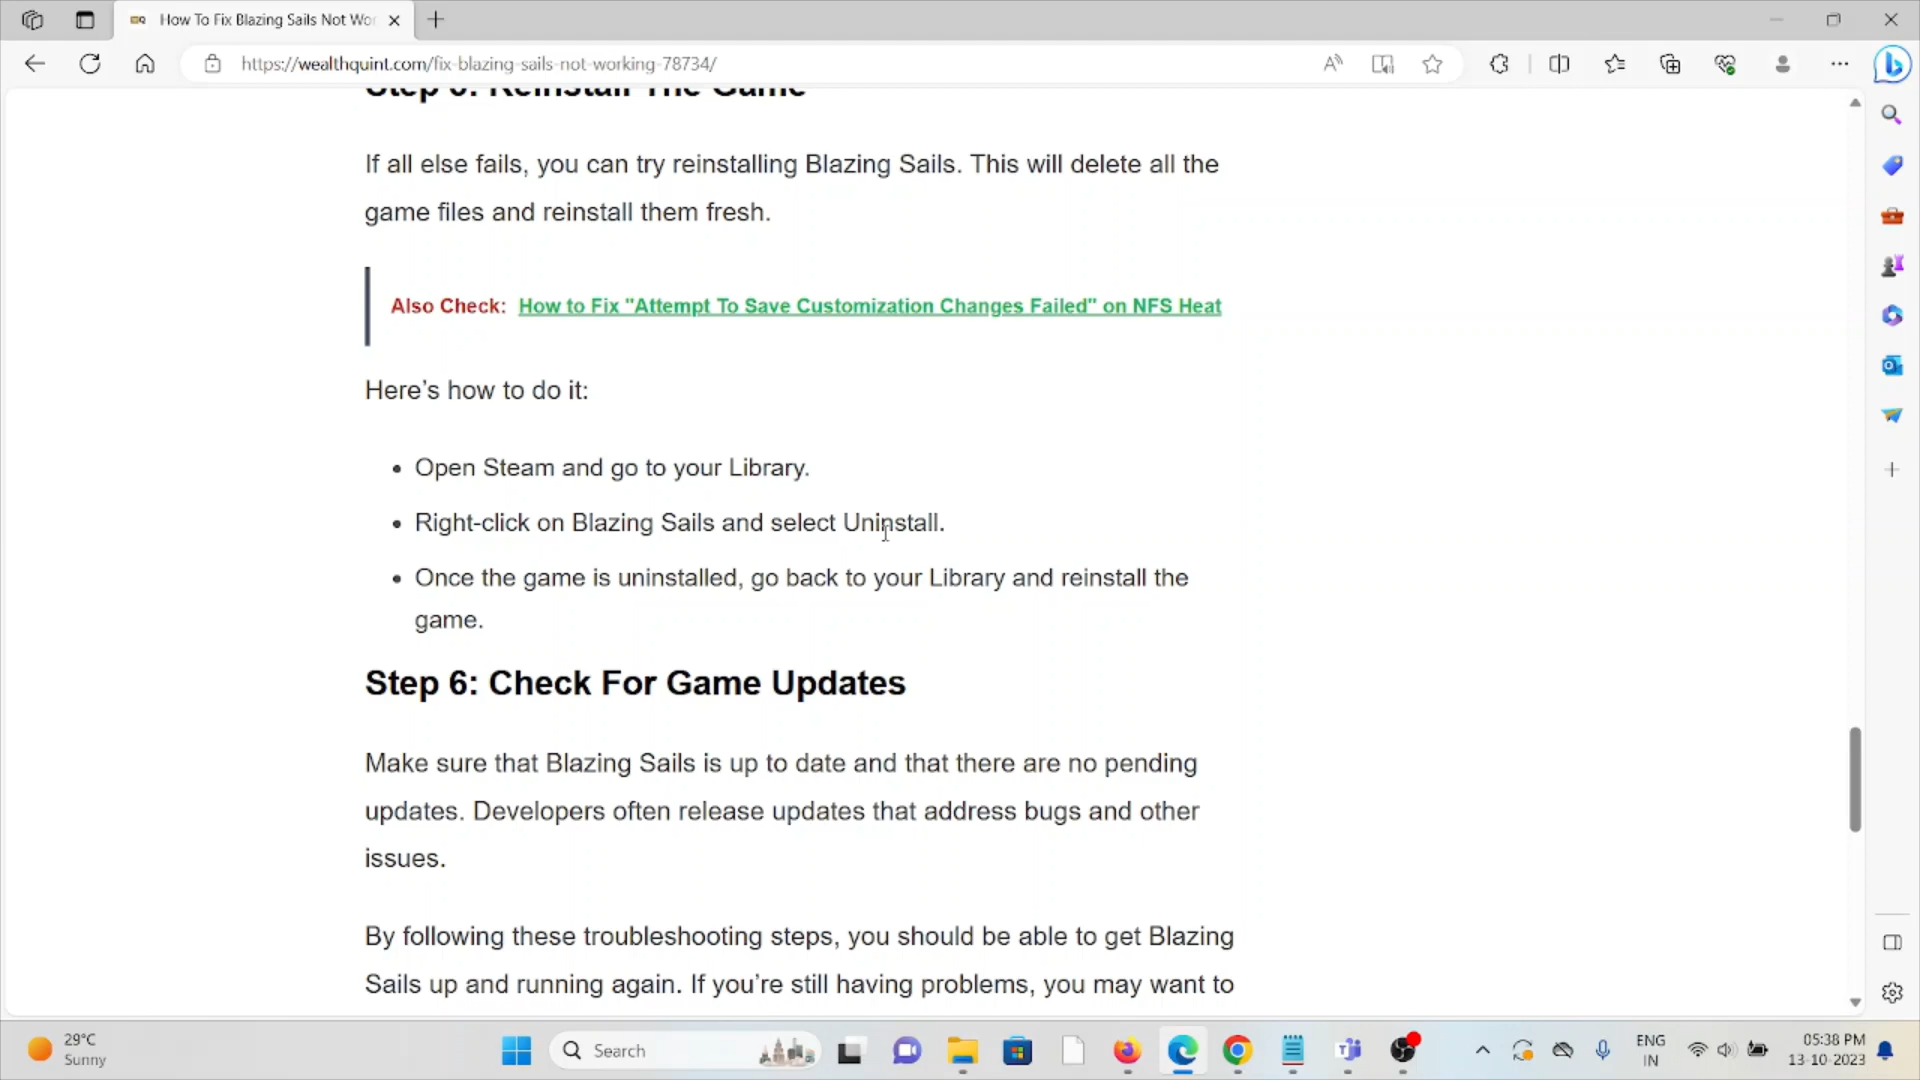 How To Fix Blazing Sails Not Wor
https://wealthquint.com/fix-blazing-sails-not-working-78734/
Reinstall The Game
If all else fails, you can try reinstalling Blazing Sails. This will delete all the
game files and reinstall them fresh.
Also Check: How to Fix "Attempt To Save Customization Changes Failed" on NFS Heat
Here’s how to do it:
• Open Steam and go to your Library.
• Right-click on Blazing Sails and select Uninstall.
• Once the game is uninstalled, go back to your Library and reinstall the
game.
Step 6: Check For Game Updates
Make sure that Blazing Sails is up to date and that there are no pending
updates. Developers often release updates that address bugs and other
issues.
By following these troubleshooting steps, you should be able to get Blazing
Sails up and running again. If you’re still having problems, you may want to
29°C
Sunny
Search
ENG
IN
05:38 PM
13-10-2023